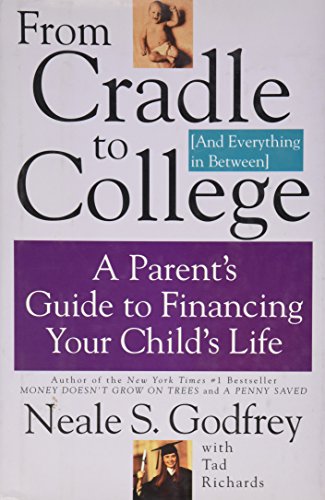 From
Cradle
to
[And Everything
in Between]
College
A Parent's
Guide to Financing
Your Child's Life
Author of the New York Times #1 Bestseller
MONEY DOESN'T GROW ON TREES and A PENNY SAVED
Neale S. Godfrey
with
Tad
Richards